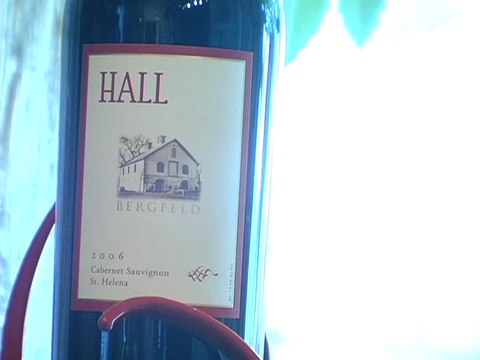 HALL
BERGFELD
2006
Cabernet Sauvignon
St. Helena